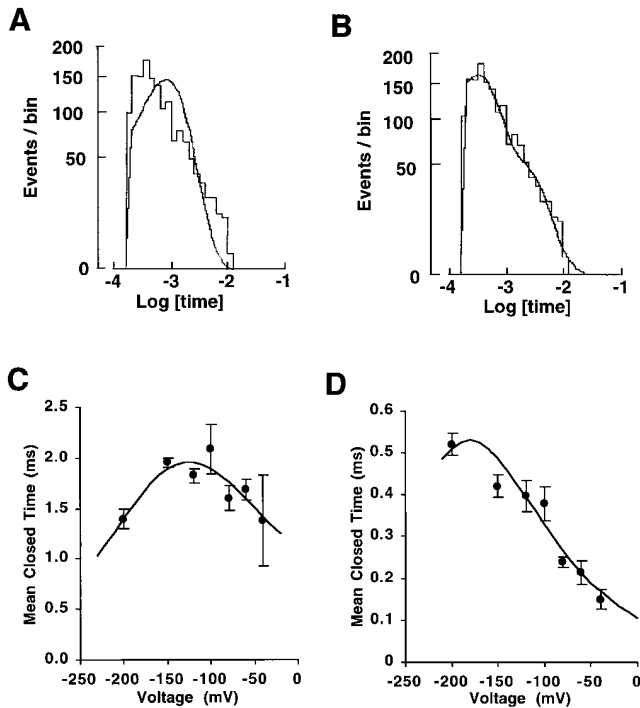 A
Events / bin
200
150
100
50
0
-4 -3 -2 -1
Log [time]
B
Events / bin
200
150
100
50
0
-4 -3 -2 -1
Log [time]
C
Mean Closed Time (ms)
2.5
2.0
1.5
1.0
0.5
0.0
-250 -200 -150 -100 -50 0
Voltage (mV)
D
Mean Closed Time (ms)
0.6
0.5
0.4
0.3
0.2
0.1
0
-250 -200 -150 -100 -50 0
Voltage (mV)